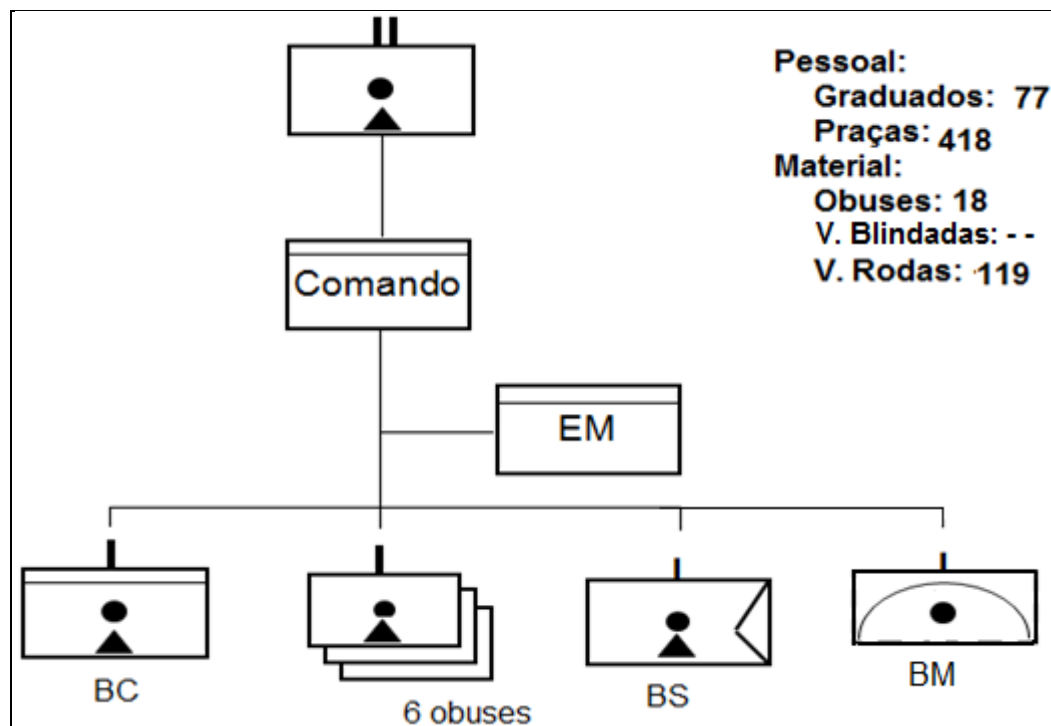 Pessoal:
Graduados: 77
Praças: 418
Material:
Obuses: 18
V. Blindadas: - -
V. Rodas: 119
Comando
EM
BC
6 obuses
BS
BM